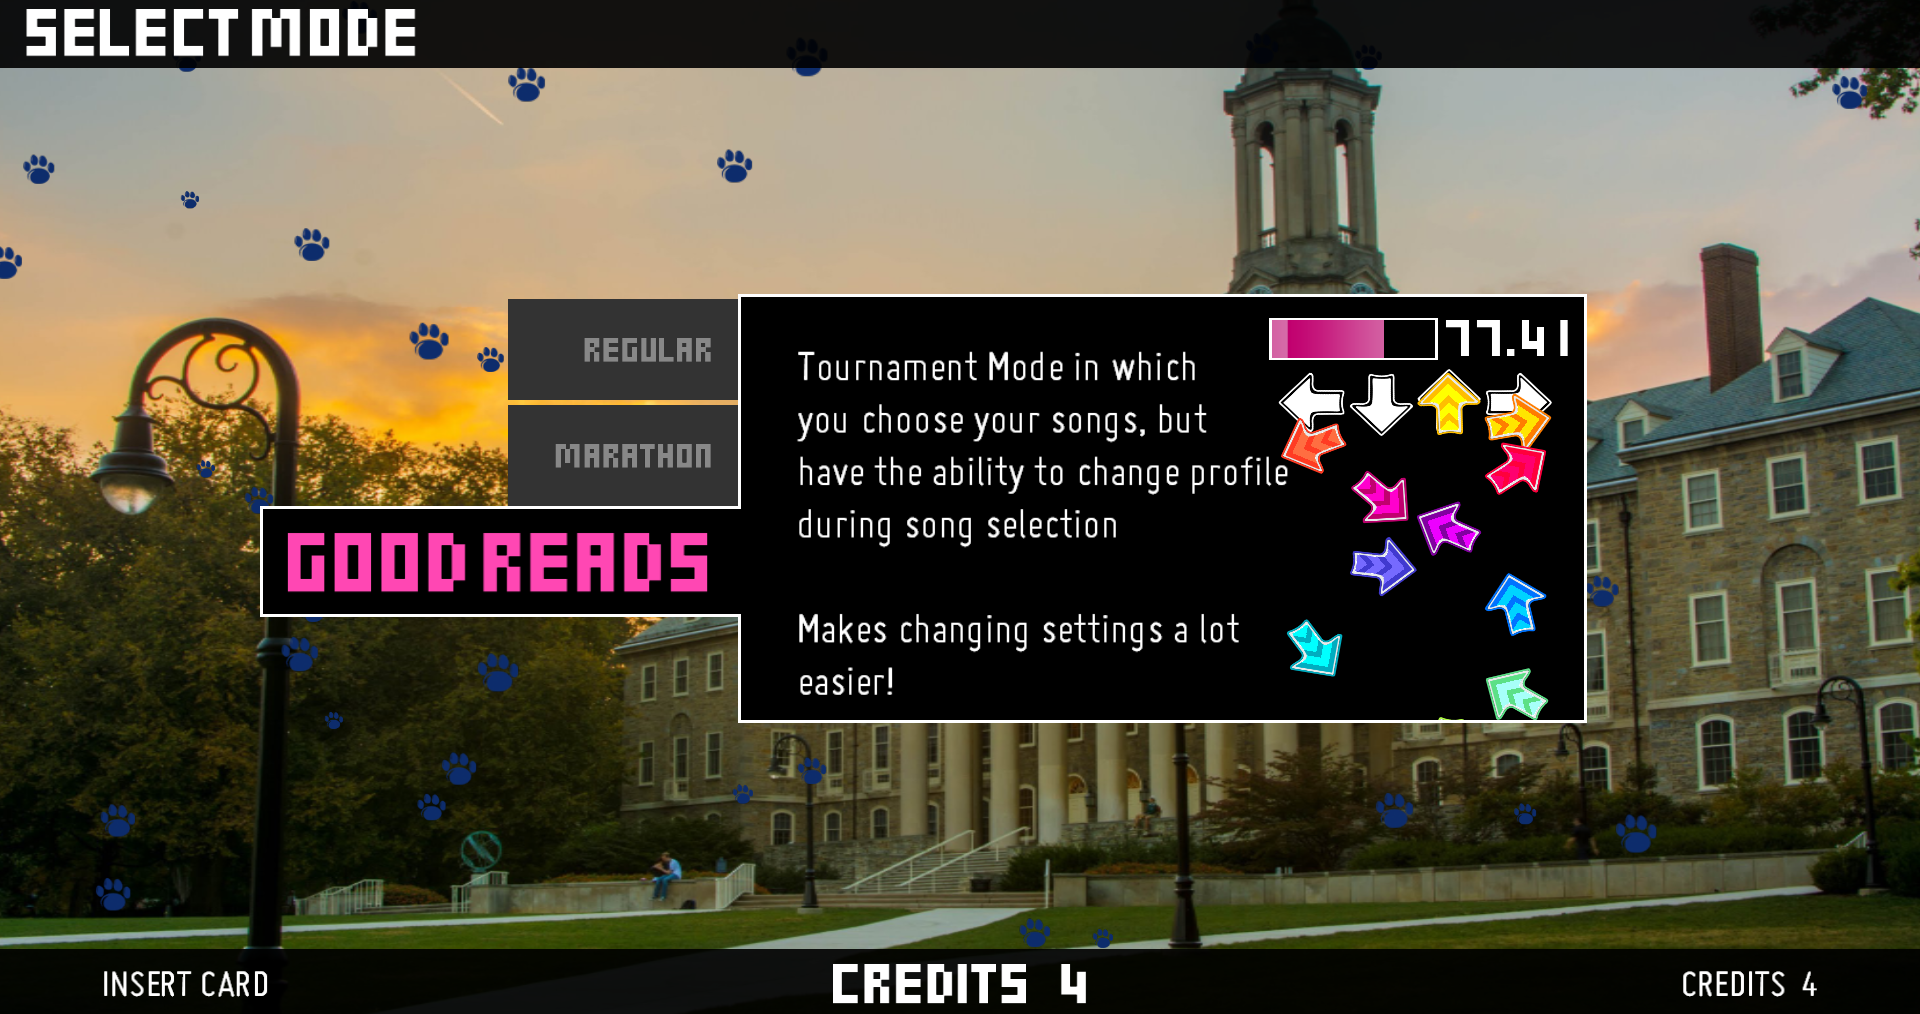 SELECT MODE
REGULAR
MARATHON
GOOD READS
Tournament Mode in which
you choose your songs, but
have the ability to change profile
during song selection
Makes changing settings a lot
easier!
77.41
INSERT CARD
CREDITS 4
CREDITS 4